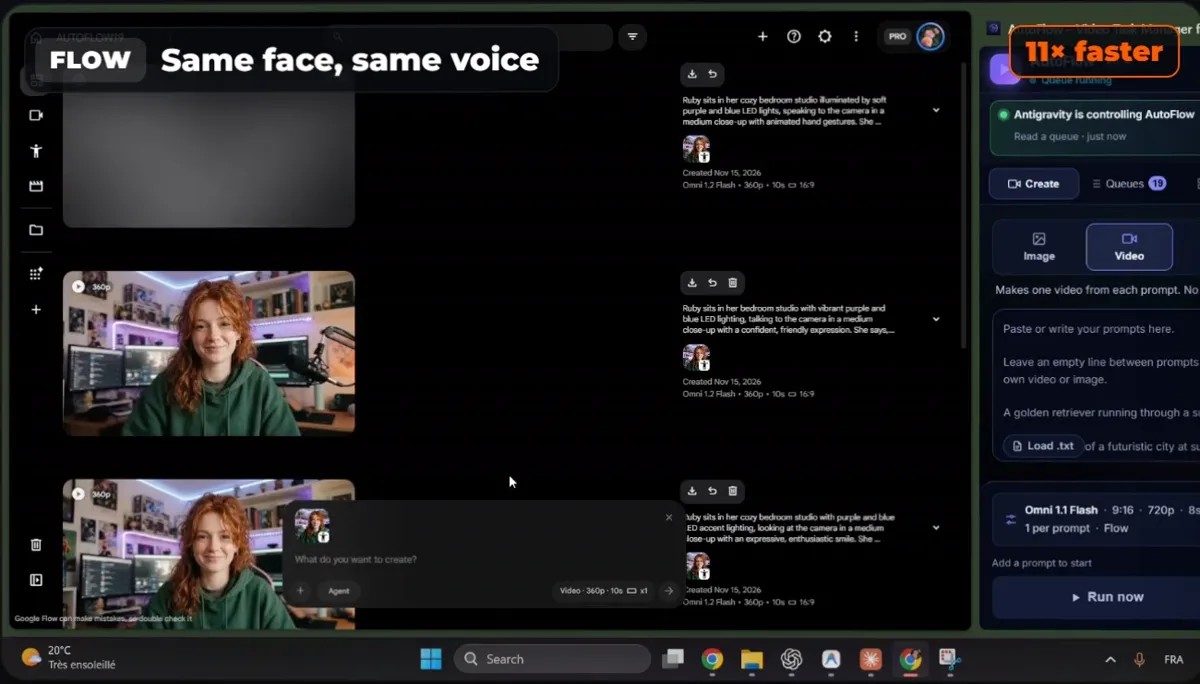 FLOW
Same face, same voice
11× faster
PRO
Queue running
Ruby sits in her cozy bedroom studio illuminated by soft
purple and blue LED lights, speaking to the camera in a
medium close-up with animated hand gestures. She ...
Created Nov 15, 2026
Omni 1.2 Flash • 360p • 10s 16:9
Antigravity is controlling AutoFlow
Read a queue · just now
Create
Queues 19
Image
Video
Makes one video from each prompt. No
360p
Ruby sits in her bedroom studio with vibrant purple and
blue LED lighting, talking to the camera in a medium
close-up with a confident, friendly expression. She says,...
Created Nov 15, 2026
Omni 1.2 Flash • 360p • 10s 16:9
Paste or write your prompts here.
Leave an empty line between prompts
own video or image.
A golden retriever running through a
Load .txt
of a futuristic city at su
360p
Ruby sits in her cozy bedroom studio with purple and blue
LED accent lighting, looking at the camera in a medium
close-up with an expressive, enthusiastic smile. She ...
Created Nov 15, 2026
Omni 1.2 Flash • 360p • 10s 16:9
What do you want to create?
Agent
Video · 360p · 10s x1
Omni 1.1 Flash · 9:16 · 720p · 8s
1 per prompt · Flow
Add a prompt to start
Run now
Google Flow can make mistakes, so double check it
20°C
Très ensoleillé
Search
FRA